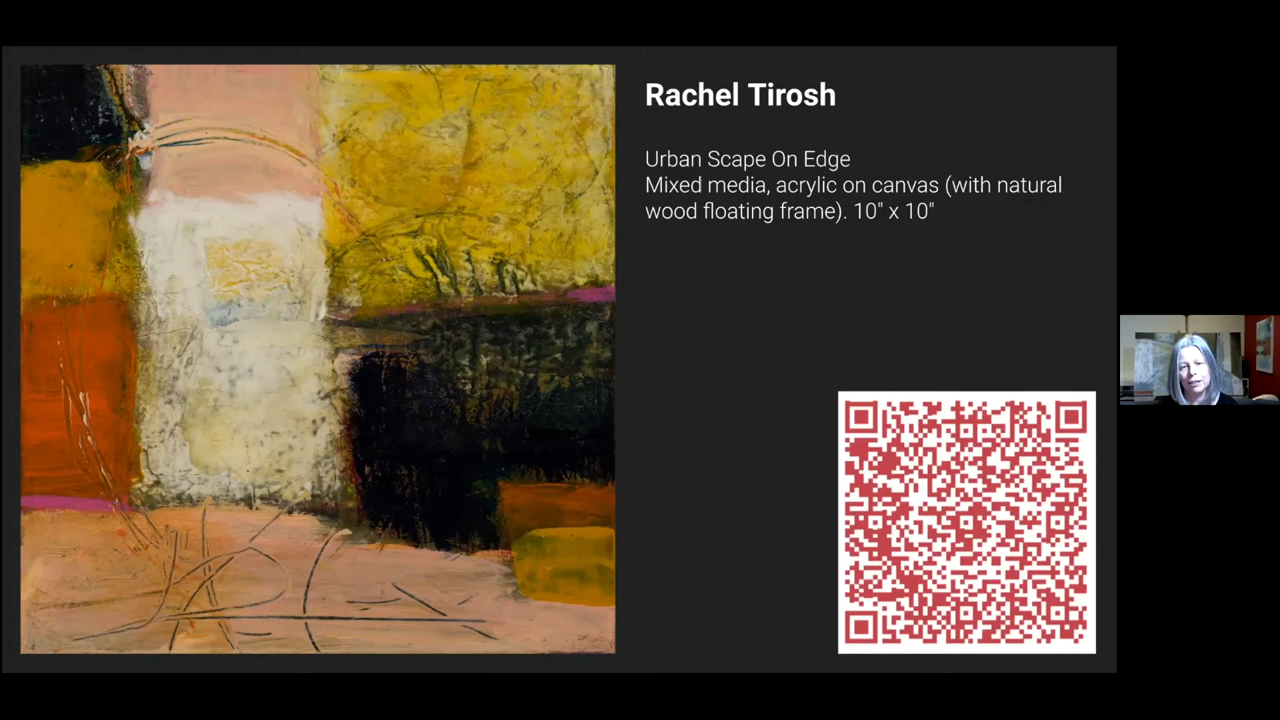 Rachel Tirosh
Urban Scape On Edge
Mixed media, acrylic on canvas (with natural
wood floating frame). 10" x 10"